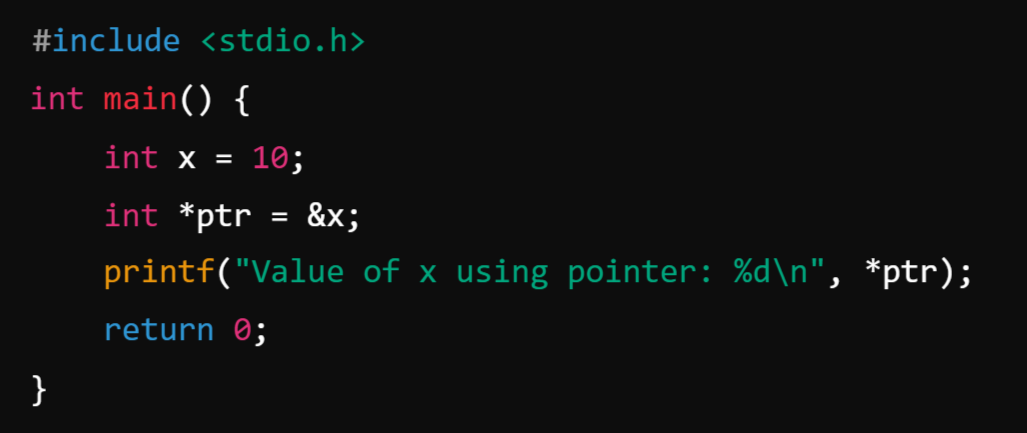 #include <stdio.h>
int main() {
    int x = 10;
    int *ptr = &x;
    printf("Value of x using pointer: %d\n", *ptr);
    return 0;
}